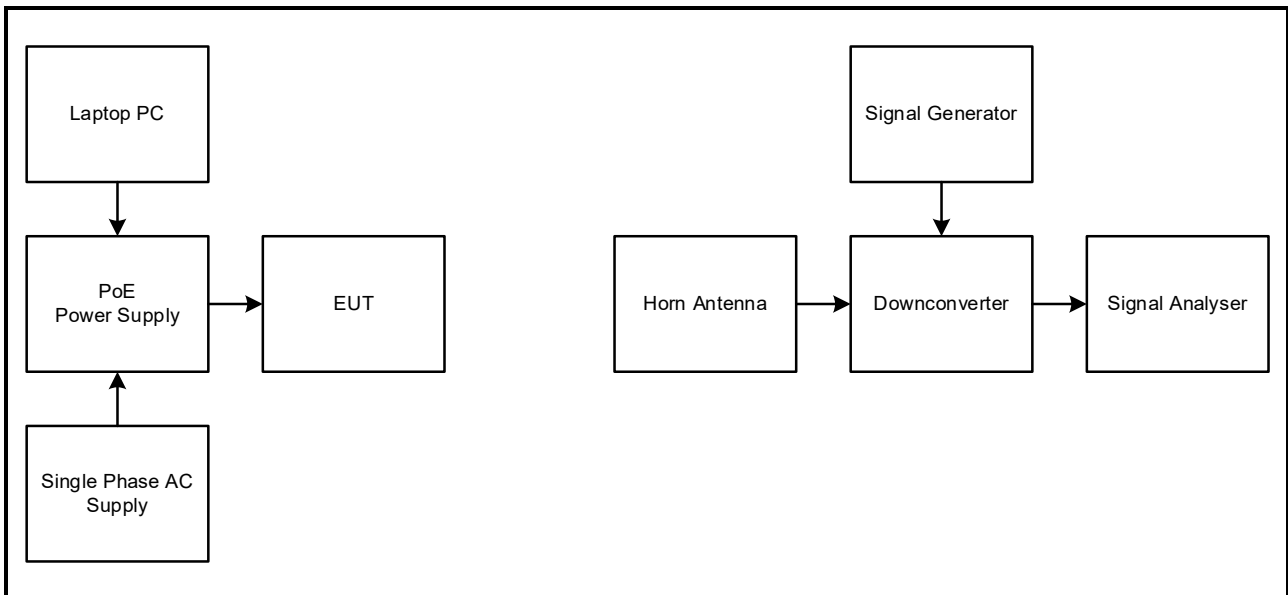 Laptop PC
Signal Generator
PoE
Power Supply
EUT
Horn Antenna
Downconverter
Signal Analyser
Single Phase AC
Supply